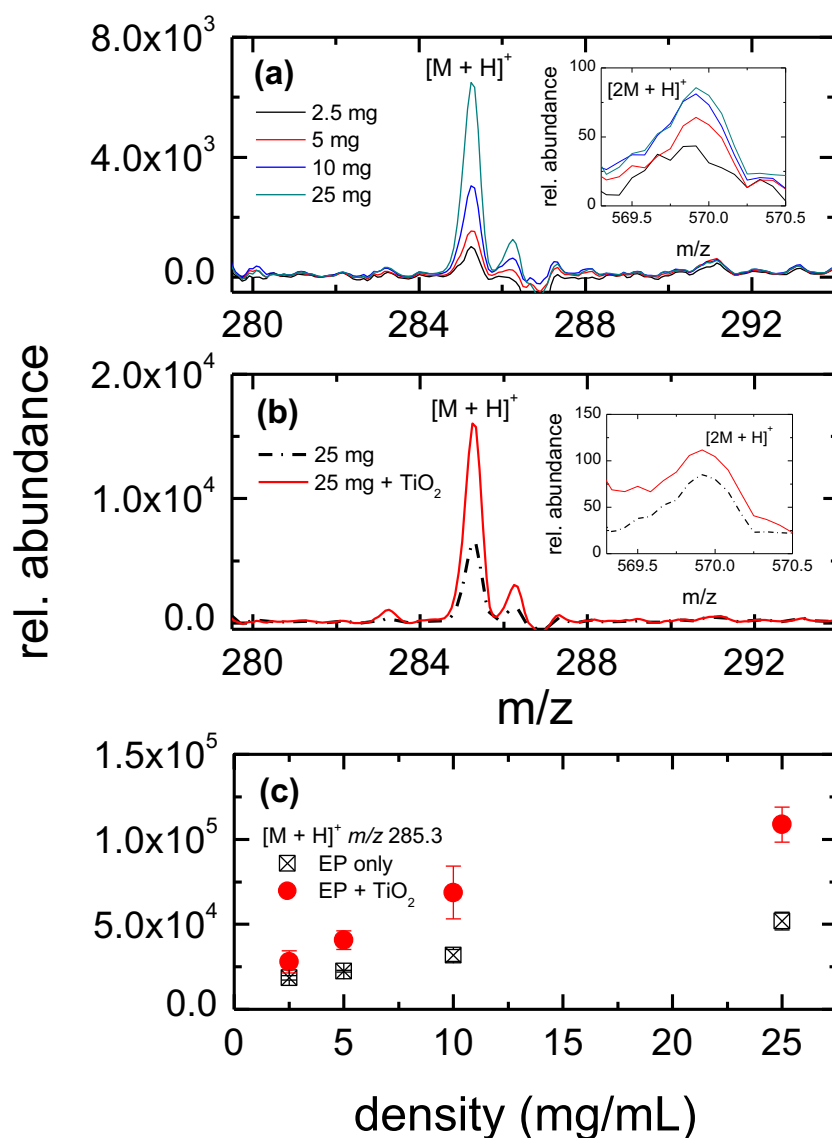 rel. abundance
8.0x10³
4.0x10³
0.0
(a)
[M + H]⁺
2.5 mg
5 mg
10 mg
25 mg
280 284 288 292
rel. abundance
100
50
0
[2M + H]⁺
569.5 570.0 570.5
m/z
2.0x10⁴
1.0x10⁴
0.0
(b)
[M + H]⁺
25 mg
25 mg + TiO₂
280 284 288 292
m/z
rel. abundance
150
100
50
0
[2M + H]⁺
569.5 570.0 570.5
m/z
1.5x10⁵
1.0x10⁵
5.0x10⁴
0.0
(c)
[M + H]⁺ m/z 285.3
EP only
EP + TiO₂
0 5 10 15 20 25
density (mg/mL)